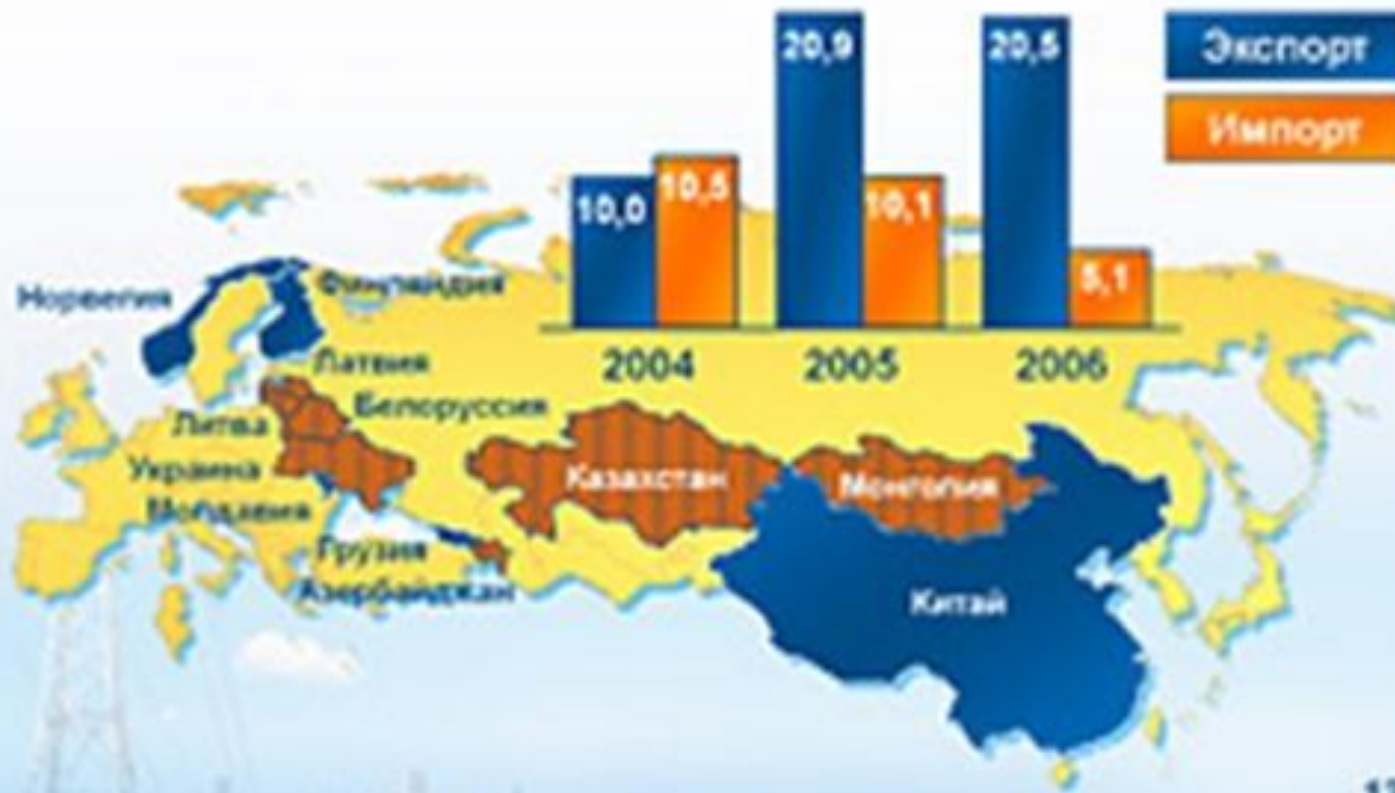 20,9
20,5
Экспорт
10,0
10,5
10,1
Импорт
5,1
Норвегия
Финляндия
2004
2005
2006
Латвия
Белоруссия
Литва
Украина
Казахстан
Монголия
Молдавия
Грузия
Азербайджан
Китай